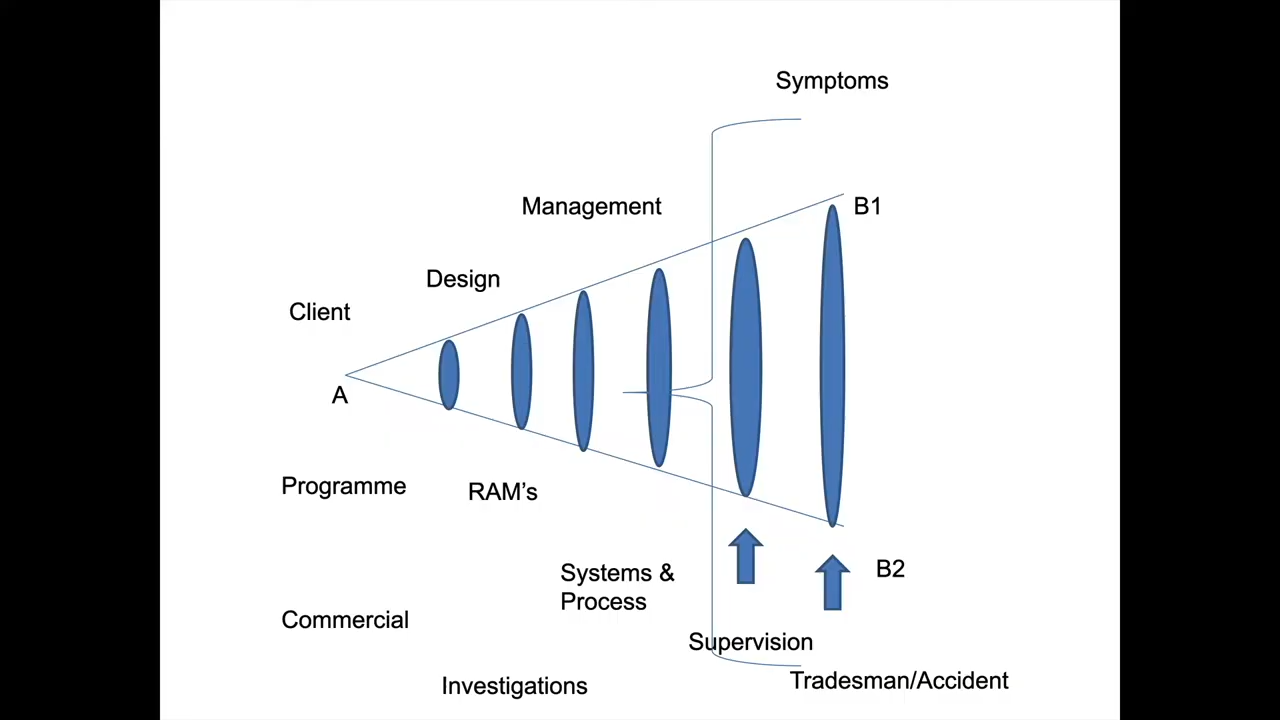 Symptoms
Management
B1
Design
Client
A
Programme
RAM's
Systems &
Process
B2
Commercial
Supervision
Tradesman/Accident
Investigations